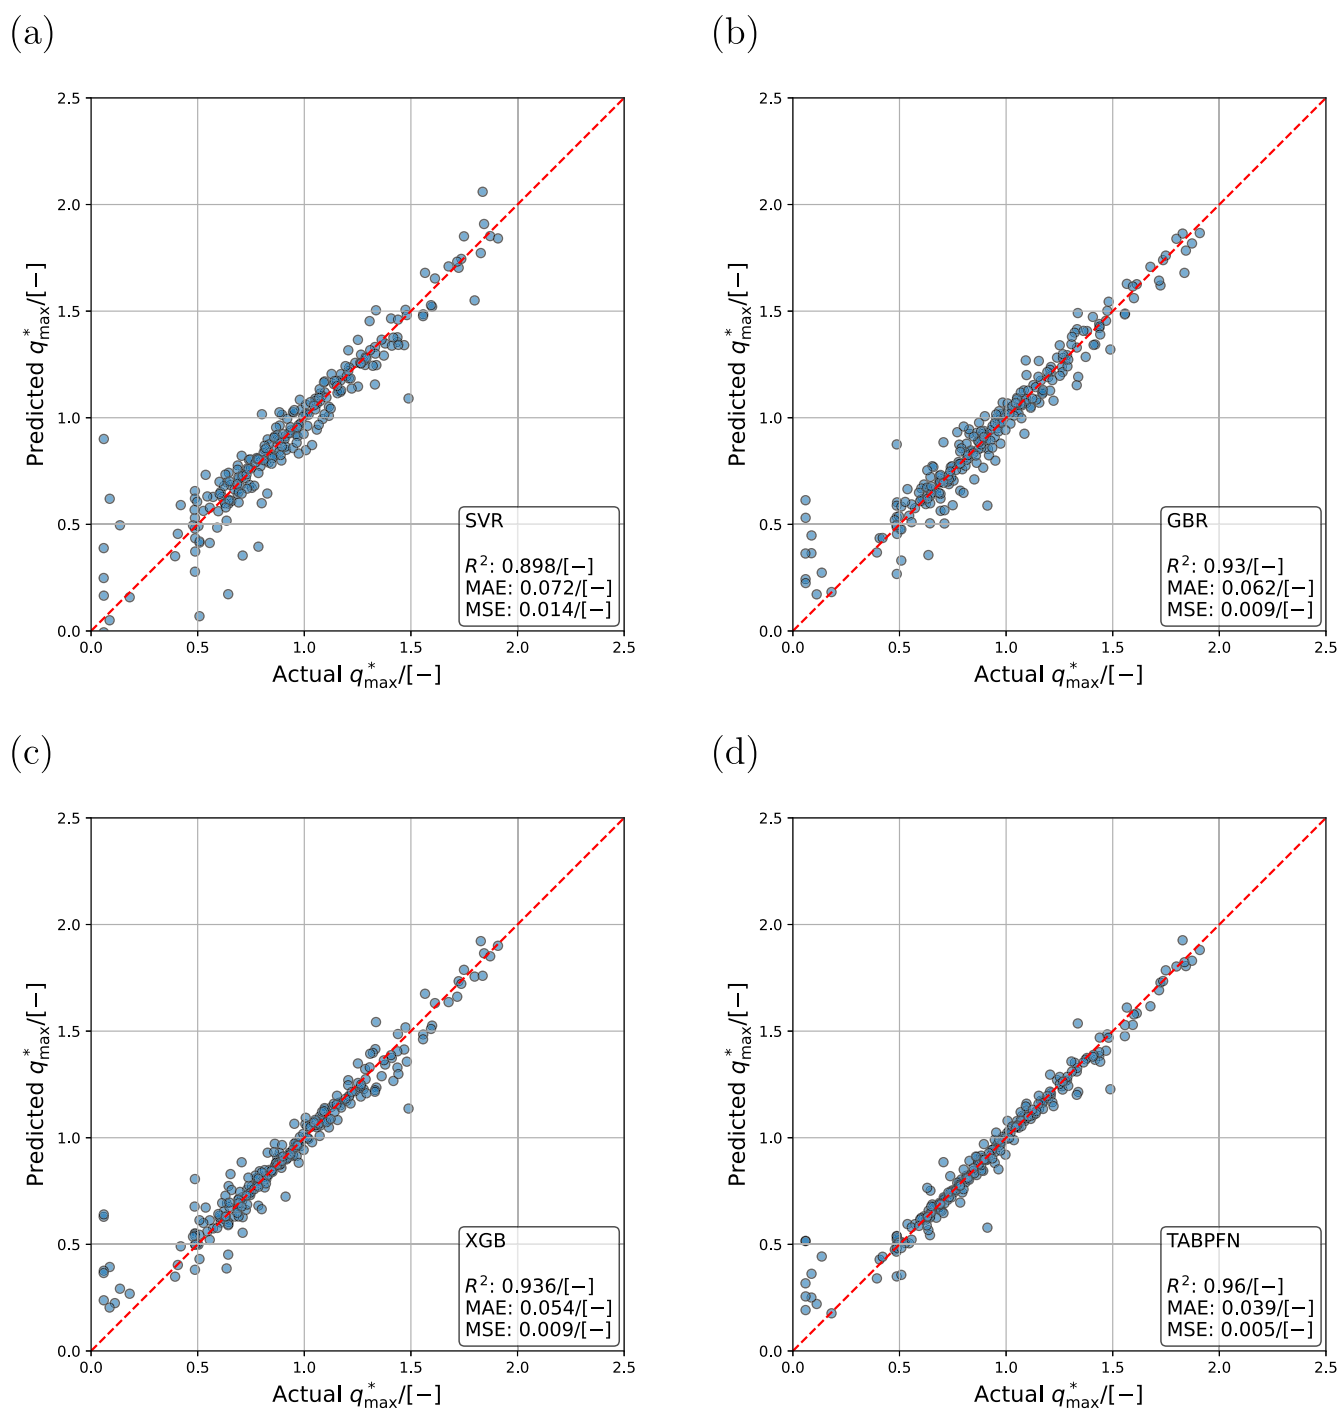 (a)
2.5
2.0
1.5
1.0
0.5
0.0
Predicted q*max/[−]
SVR
R²: 0.898/[−]
MAE: 0.072/[−]
MSE: 0.014/[−]
0.0 0.5 1.0 1.5 2.0 2.5
Actual q*max/[−]
(b)
2.5
2.0
1.5
1.0
0.5
0.0
Predicted q*max/[−]
GBR
R²: 0.93/[−]
MAE: 0.062/[−]
MSE: 0.009/[−]
0.0 0.5 1.0 1.5 2.0 2.5
Actual q*max/[−]
(c)
2.5
2.0
1.5
1.0
0.5
0.0
Predicted q*max/[−]
XGB
R²: 0.936/[−]
MAE: 0.054/[−]
MSE: 0.009/[−]
0.0 0.5 1.0 1.5 2.0 2.5
Actual q*max/[−]
(d)
2.5
2.0
1.5
1.0
0.5
0.0
Predicted q*max/[−]
TABPFN
R²: 0.96/[−]
MAE: 0.039/[−]
MSE: 0.005/[−]
0.0 0.5 1.0 1.5 2.0 2.5
Actual q*max/[−]